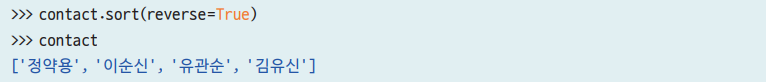 >>> contact.sort(reverse=True)
>>> contact
['정약용', '이순신', '유관순', '김유신']